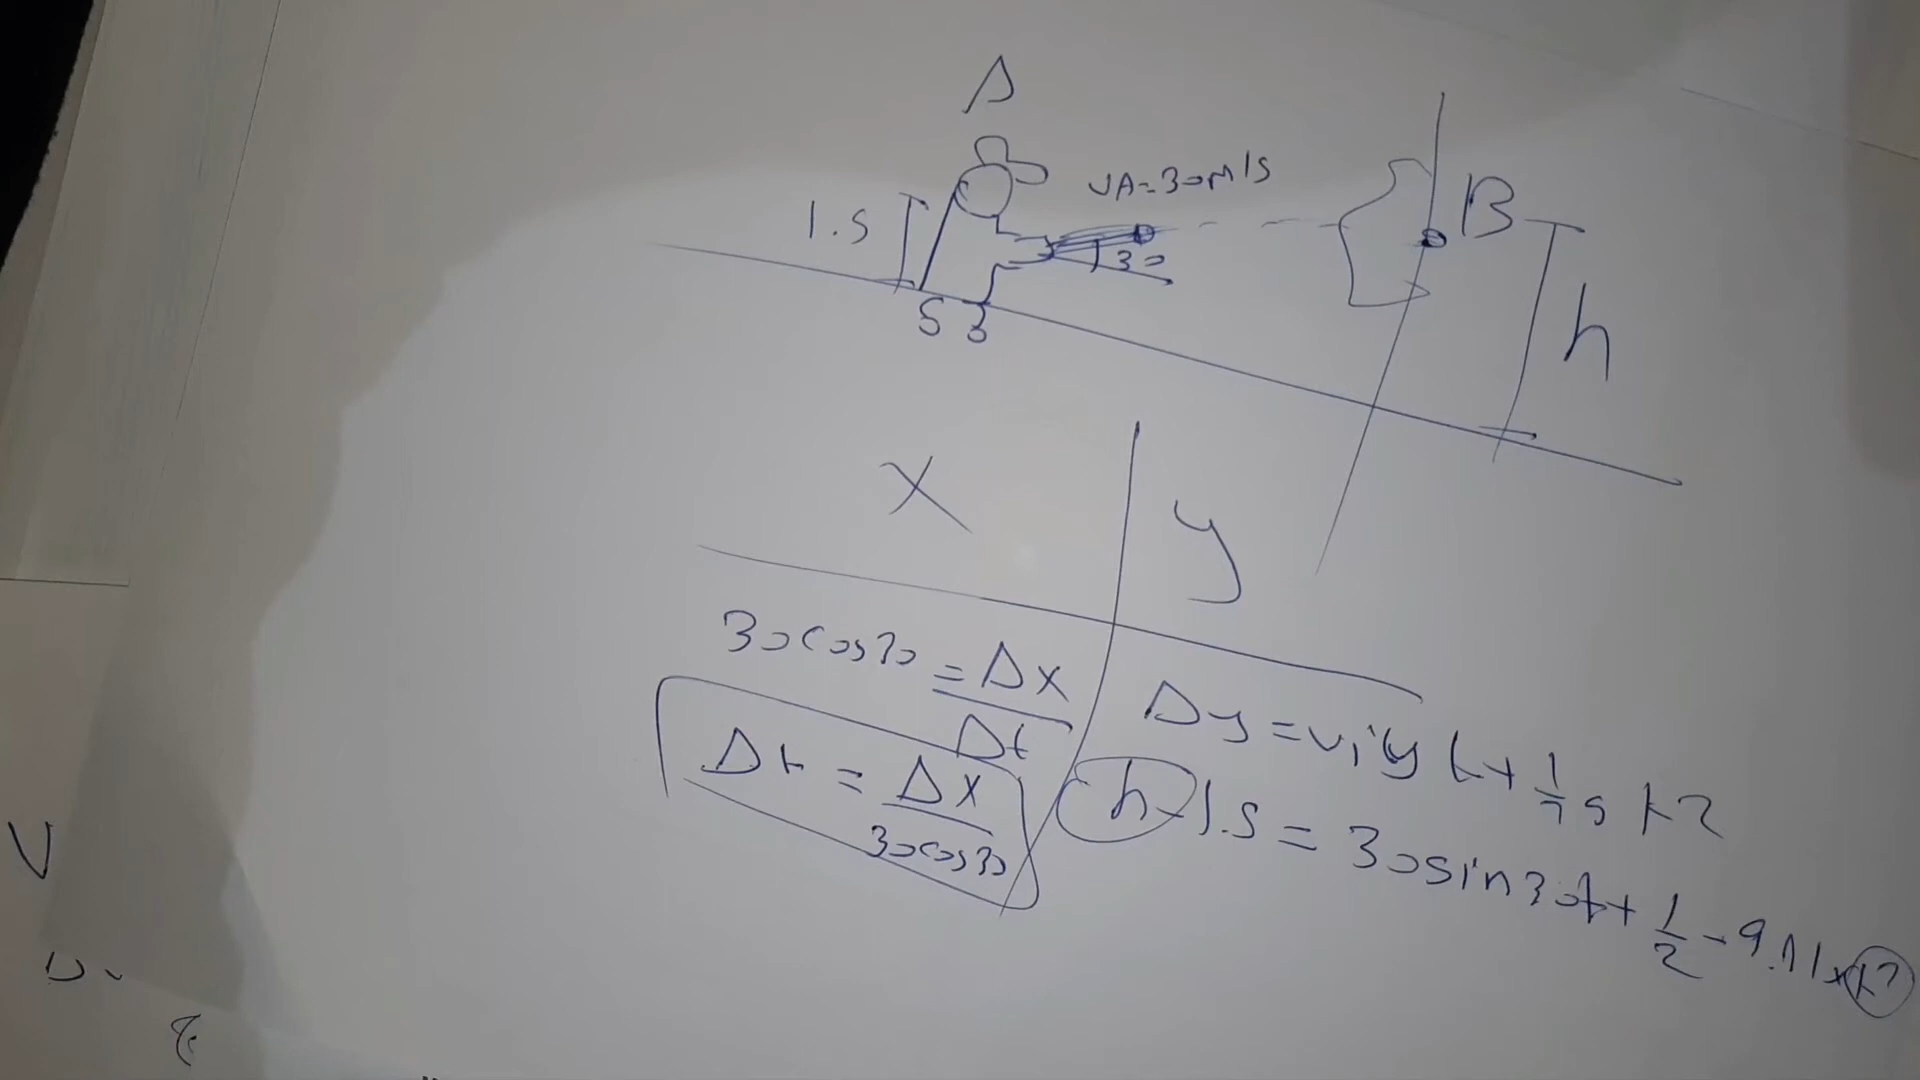 A
VA=30m/s
B
1.5
30
h
x
y
30cos30 = Δx
Δt
Δt = Δx
30cos30
Δy = viy t + 1/2 g t2
h-1.5 = 30sin30t + 1/2 - 9.81 x t2